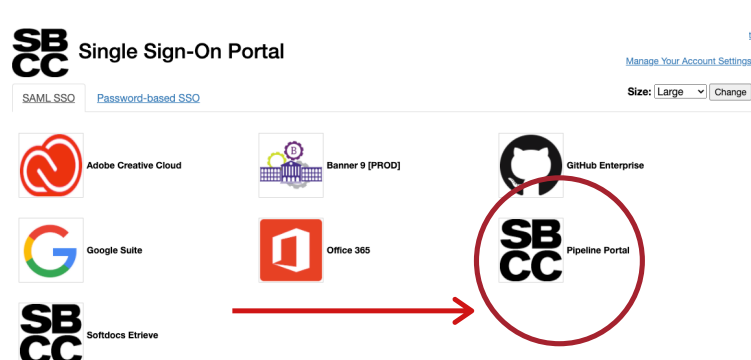 SB
CC
Single Sign-On Portal
Manage Your Account Settings
SAML SSO
Password-based SSO
Size:
Large
Change
Adobe Creative Cloud
B
Banner 9 [PROD]
GitHub Enterprise
G
Google Suite
Office 365
SB
CC
Pipeline Portal
SB
CC
Softdocs Etrieve